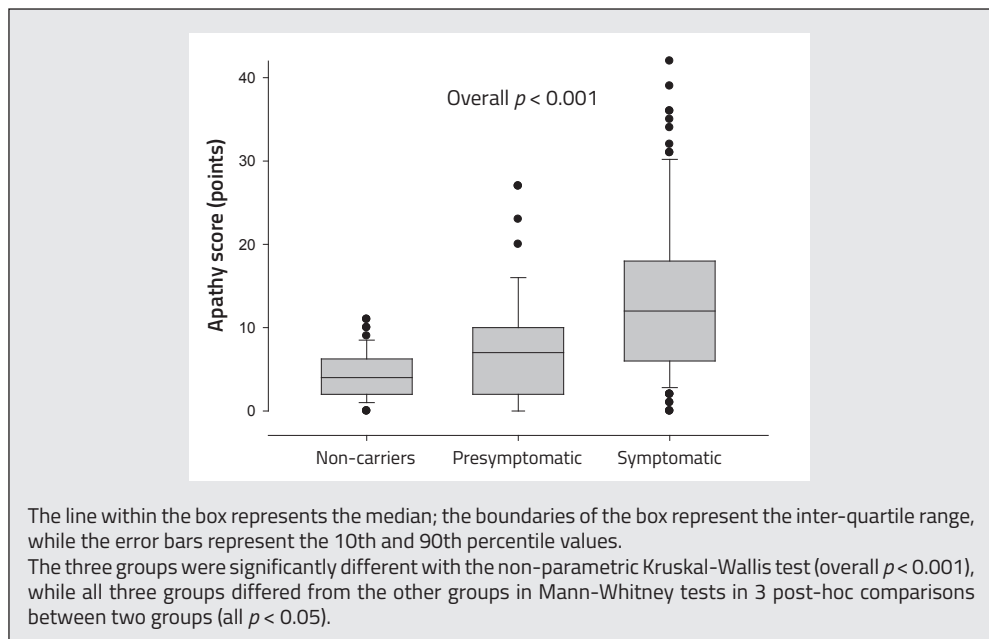 40
30
20
10
0
Apathy score (points)
Overall p < 0.001
Non-carriers Presymptomatic Symptomatic
The line within the box represents the median; the boundaries of the box represent the inter-quartile range,
while the error bars represent the 10th and 90th percentile values.
The three groups were significantly different with the non-parametric Kruskal-Wallis test (overall p < 0.001),
while all three groups differed from the other groups in Mann-Whitney tests in 3 post-hoc comparisons
between two groups (all p < 0.05).